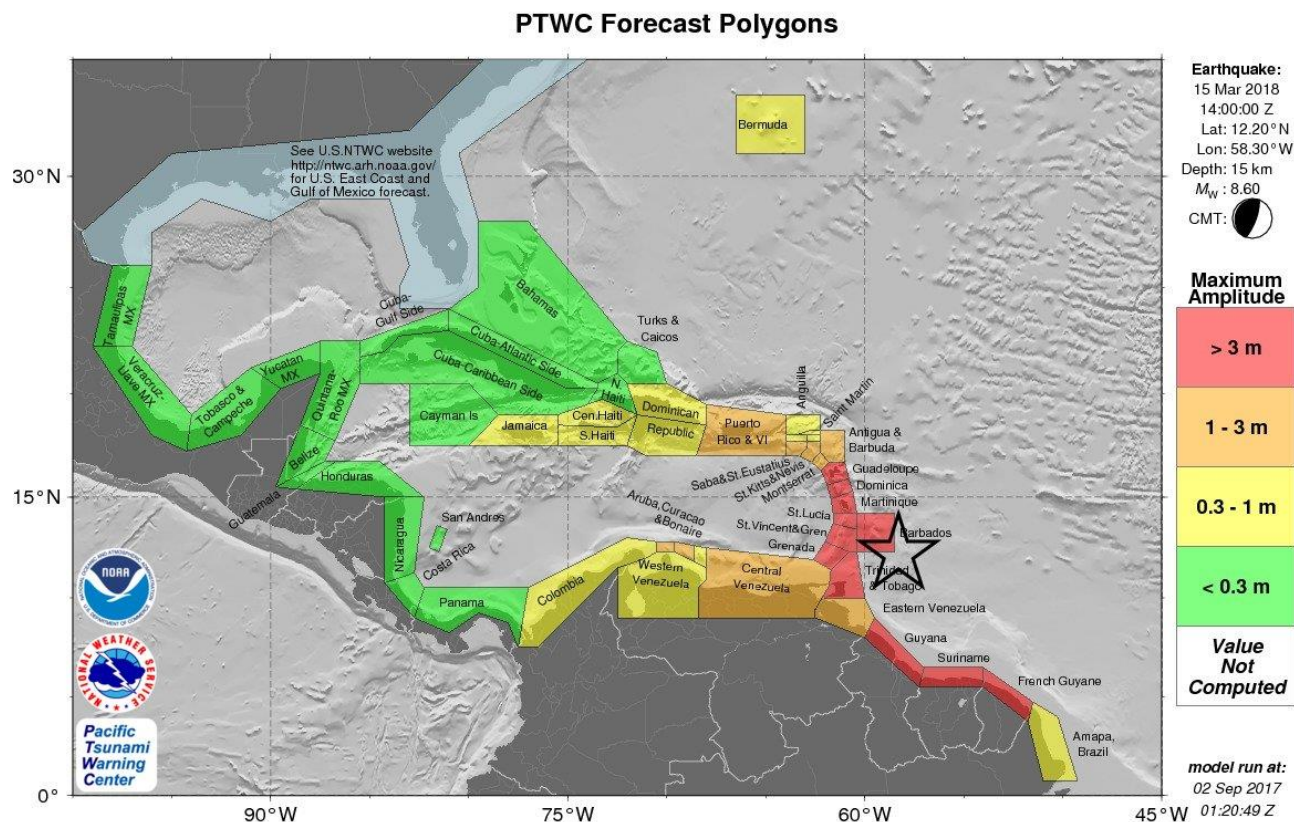 PTWC Forecast Polygons
Earthquake:
15 Mar 2018
14:00:00 Z
Lat: 12.20°N
Lon: 58.30°W
Depth: 15 km
Mw : 8.60
CMT:
Maximum
Amplitude
> 3 m
1 - 3 m
0.3 - 1 m
< 0.3 m
Value
Not
Computed
model run at:
02 Sep 2017
01:20:49 Z
30°N
15°N
0°
90°W
75°W
60°W
45°W
See U.S.NTWC website
http://ntwc.arh.noaa.gov/
for U.S. East Coast and
Gulf of Mexico forecast.
Bermuda
Tamaulipas
MX
Veracruz-
Llave MX
Tobasco &
Campeche
Yucatan
MX
Quintana-
Roo MX
Belize
Guatemala
Honduras
Nicaragua
San Andres
Costa Rica
Panama
Colombia
Cuba-
Gulf Side
Bahamas
Cuba-Atlantic Side
Cuba-Caribbean Side
Turks &
Caicos
N.
Haiti
Cayman Is
Jamaica
Cen.Haiti
S.Haiti
Dominican
Republic
Puerto
Rico & VI
Anguilla
Saint Martin
Antigua &
Barbuda
Saba&St.Eustatius
St.Kitts&Nevis
Montserrat
Guadeloupe
Dominica
Martinique
St.Lucia
Barbados
St.Vincent&Gren
Grenada
Aruba,Curacao
&Bonaire
Western
Venezuela
Central
Venezuela
Trinidad
& Tobago
Eastern Venezuela
Guyana
Suriname
French Guyane
Amapa,
Brazil
NOAA
NATIONAL WEATHER SERVICE
Pacific
Tsunami
Warning
Center